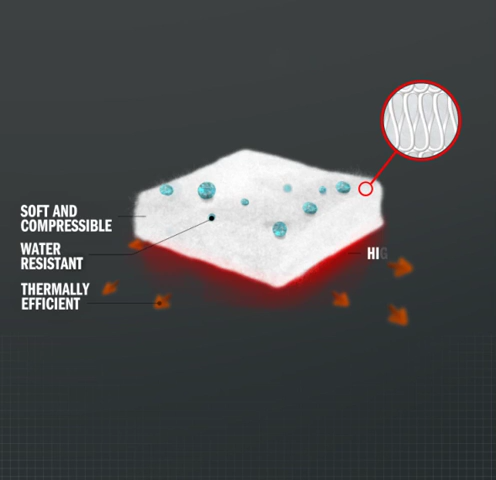 SOFT AND
COMPRESSIBLE
WATER
RESISTANT
THERMALLY
EFFICIENT